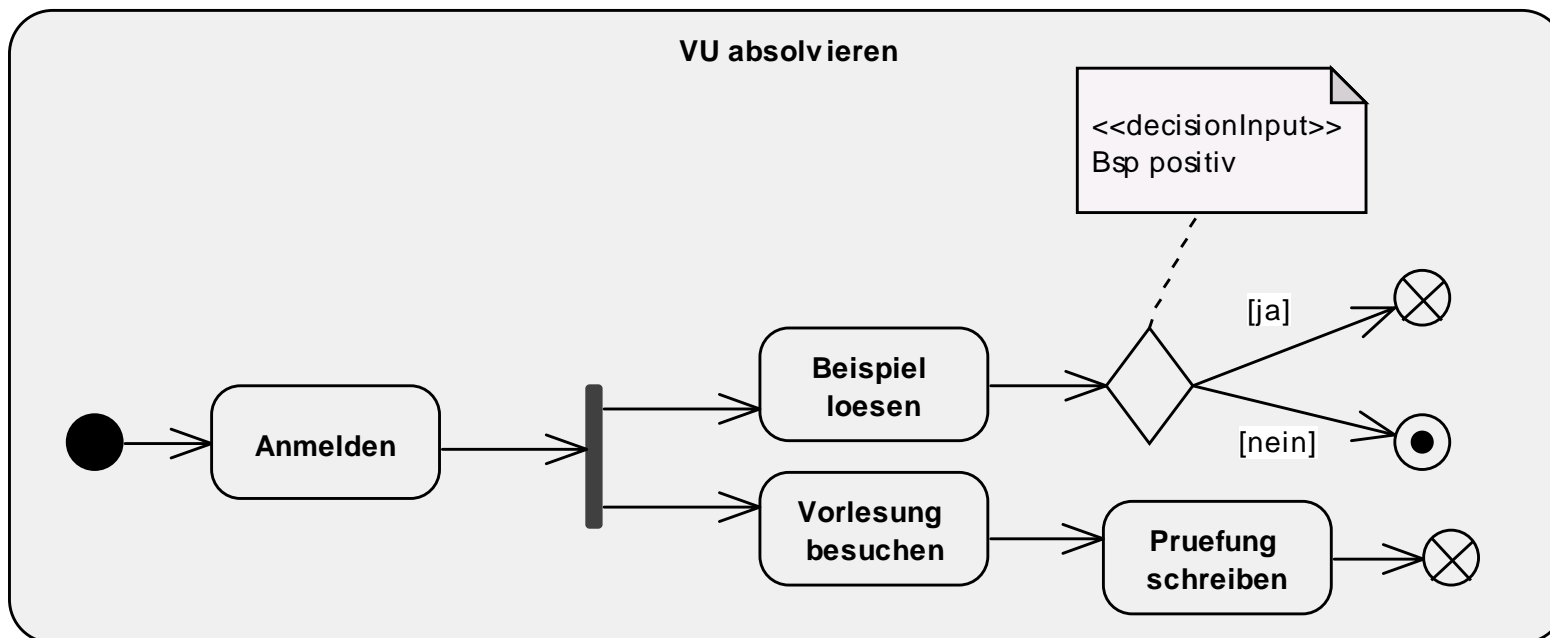 VU absolvieren
<<decisionInput>>
Bsp positiv
[ja]
Beispiel
loesen
Anmelden
[nein]
Vorlesung
besuchen
Pruefung
schreiben